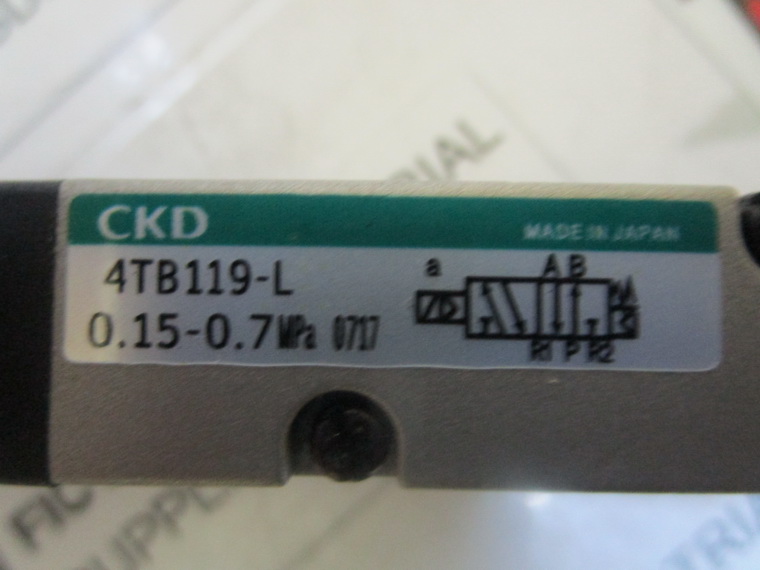 CKD
MADE IN JAPAN
4TB119-L
0.15-0.7MPa 0717
a
A B
R1 P R2